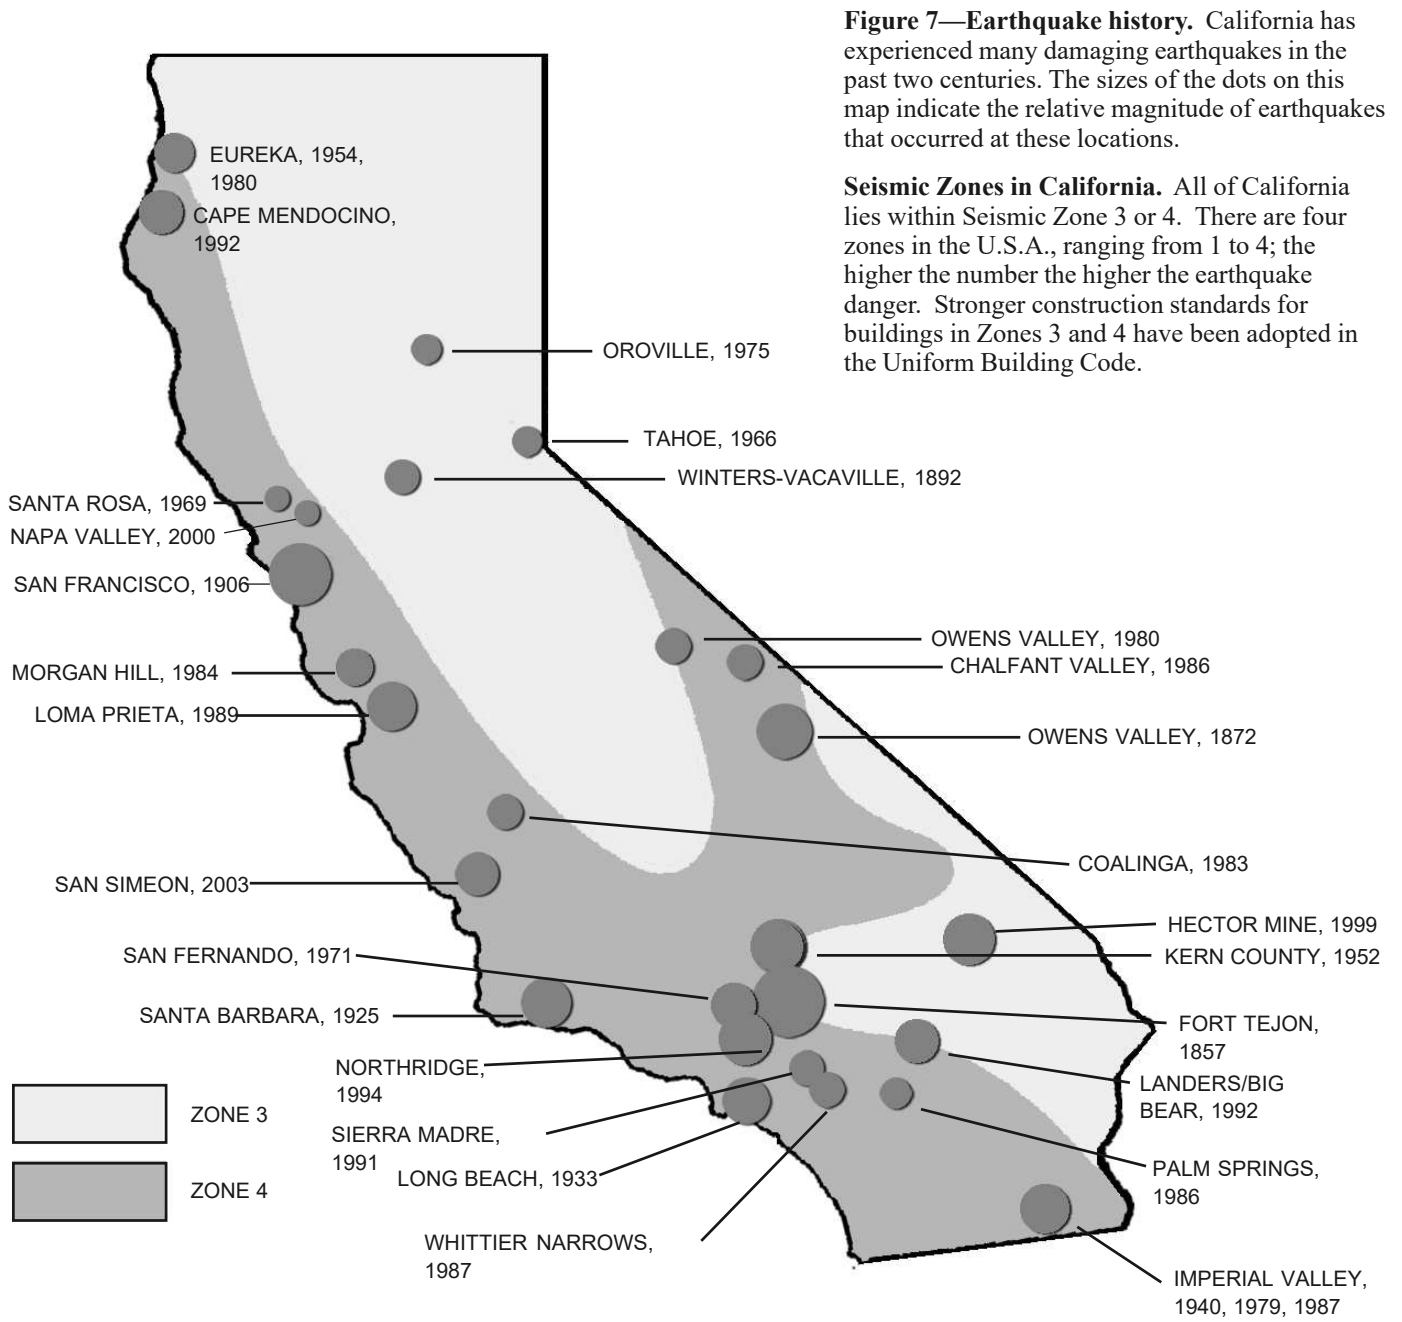 Figure 7—Earthquake history. California has
experienced many damaging earthquakes in the
past two centuries. The sizes of the dots on this
map indicate the relative magnitude of earthquakes
that occurred at these locations.
Seismic Zones in California. All of California
lies within Seismic Zone 3 or 4. There are four
zones in the U.S.A., ranging from 1 to 4; the
higher the number the higher the earthquake
danger. Stronger construction standards for
buildings in Zones 3 and 4 have been adopted in
the Uniform Building Code.
EUREKA, 1954,
1980
CAPE MENDOCINO,
1992
OROVILLE, 1975
TAHOE, 1966
WINTERS-VACAVILLE, 1892
SANTA ROSA, 1969
NAPA VALLEY, 2000
SAN FRANCISCO, 1906
OWENS VALLEY, 1980
CHALFANT VALLEY, 1986
MORGAN HILL, 1984
LOMA PRIETA, 1989
OWENS VALLEY, 1872
COALINGA, 1983
SAN SIMEON, 2003
HECTOR MINE, 1999
KERN COUNTY, 1952
SAN FERNANDO, 1971
SANTA BARBARA, 1925
FORT TEJON,
1857
NORTHRIDGE,
1994
LANDERS/BIG
BEAR, 1992
ZONE 3
SIERRA MADRE,
1991
LONG BEACH, 1933
PALM SPRINGS,
1986
ZONE 4
WHITTIER NARROWS,
1987
IMPERIAL VALLEY,
1940, 1979, 1987